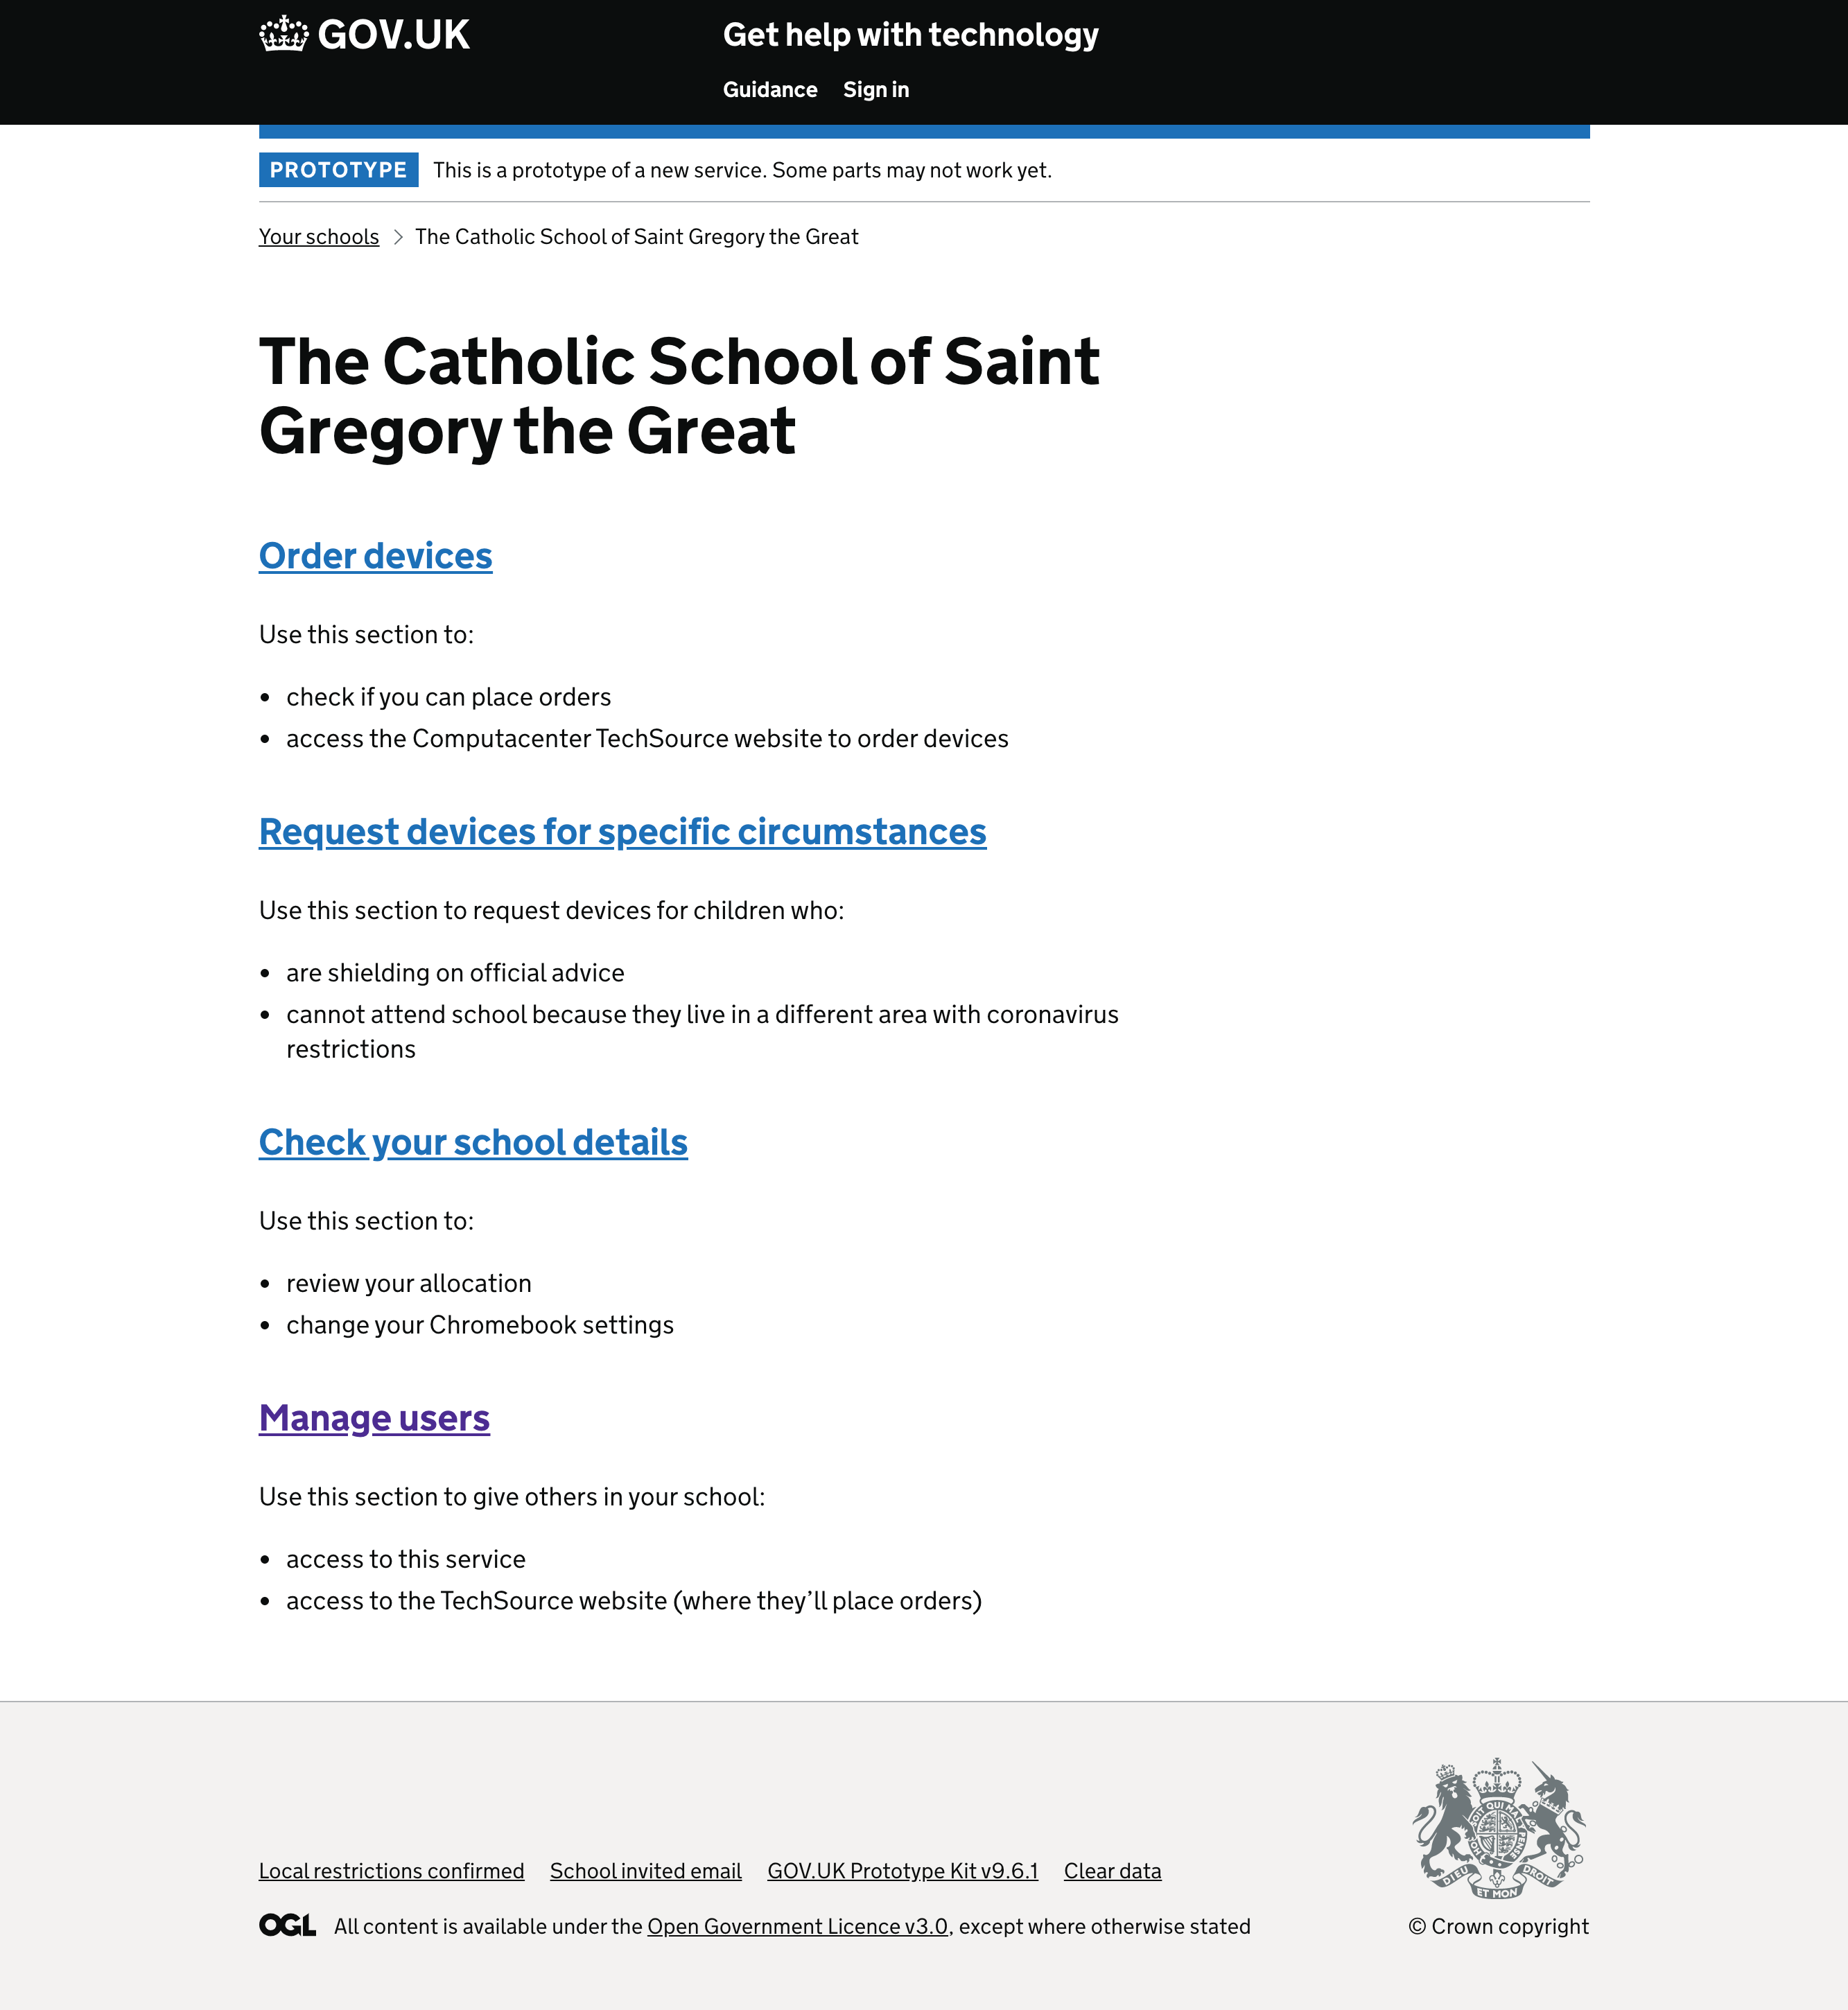 GOV.UK
Get help with technology
Guidance Sign in
PROTOTYPE This is a prototype of a new service. Some parts may not work yet.
Your schools The Catholic School of Saint Gregory the Great
The Catholic School of Saint
Gregory the Great
Order devices
Use this section to:
• check if you can place orders
• access the Computacenter TechSource website to order devices
Request devices for specific circumstances
Use this section to request devices for children who:
• are shielding on official advice
• cannot attend school because they live in a different area with coronavirus
restrictions
Check your school details
Use this section to:
• review your allocation
• change your Chromebook settings
Manage users
Use this section to give others in your school:
• access to this service
• access to the TechSource website (where they’ll place orders)
Local restrictions confirmed School invited email GOV.UK Prototype Kit v9.6.1 Clear data
DIEU ET MON DROIT
OGL All content is available under the Open Government Licence v3.0, except where otherwise stated
© Crown copyright